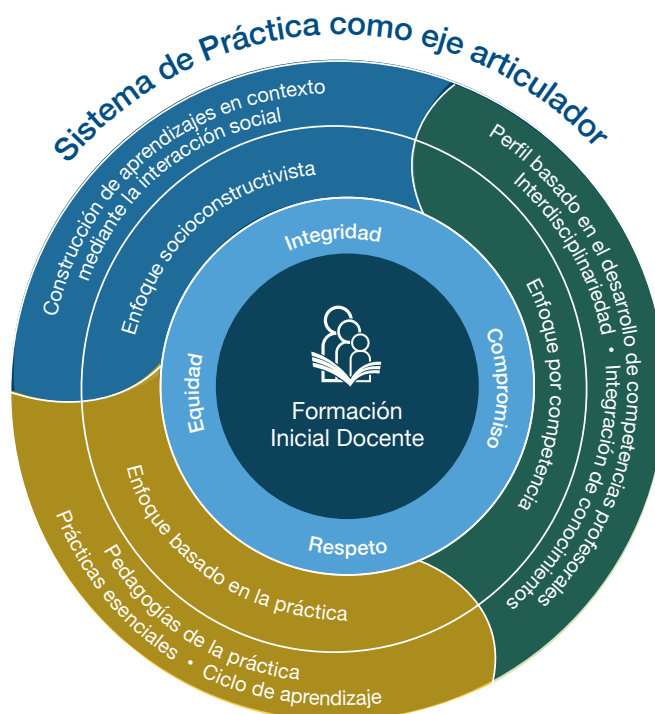 Sistema de Práctica como eje articulador
Construcción de aprendizajes en contexto
mediante la interacción social
Enfoque socioconstructivista
Perfil basado en el desarrollo de competencias profesorales
Interdisciplinariedad • Integración de conocimientos
Enfoque por competencia
Integridad
Compromiso
Respeto
Equidad
Formación
Inicial Docente
Enfoque basado en la práctica
Pedagogías de la práctica
Prácticas esenciales • Ciclo de aprendizaje